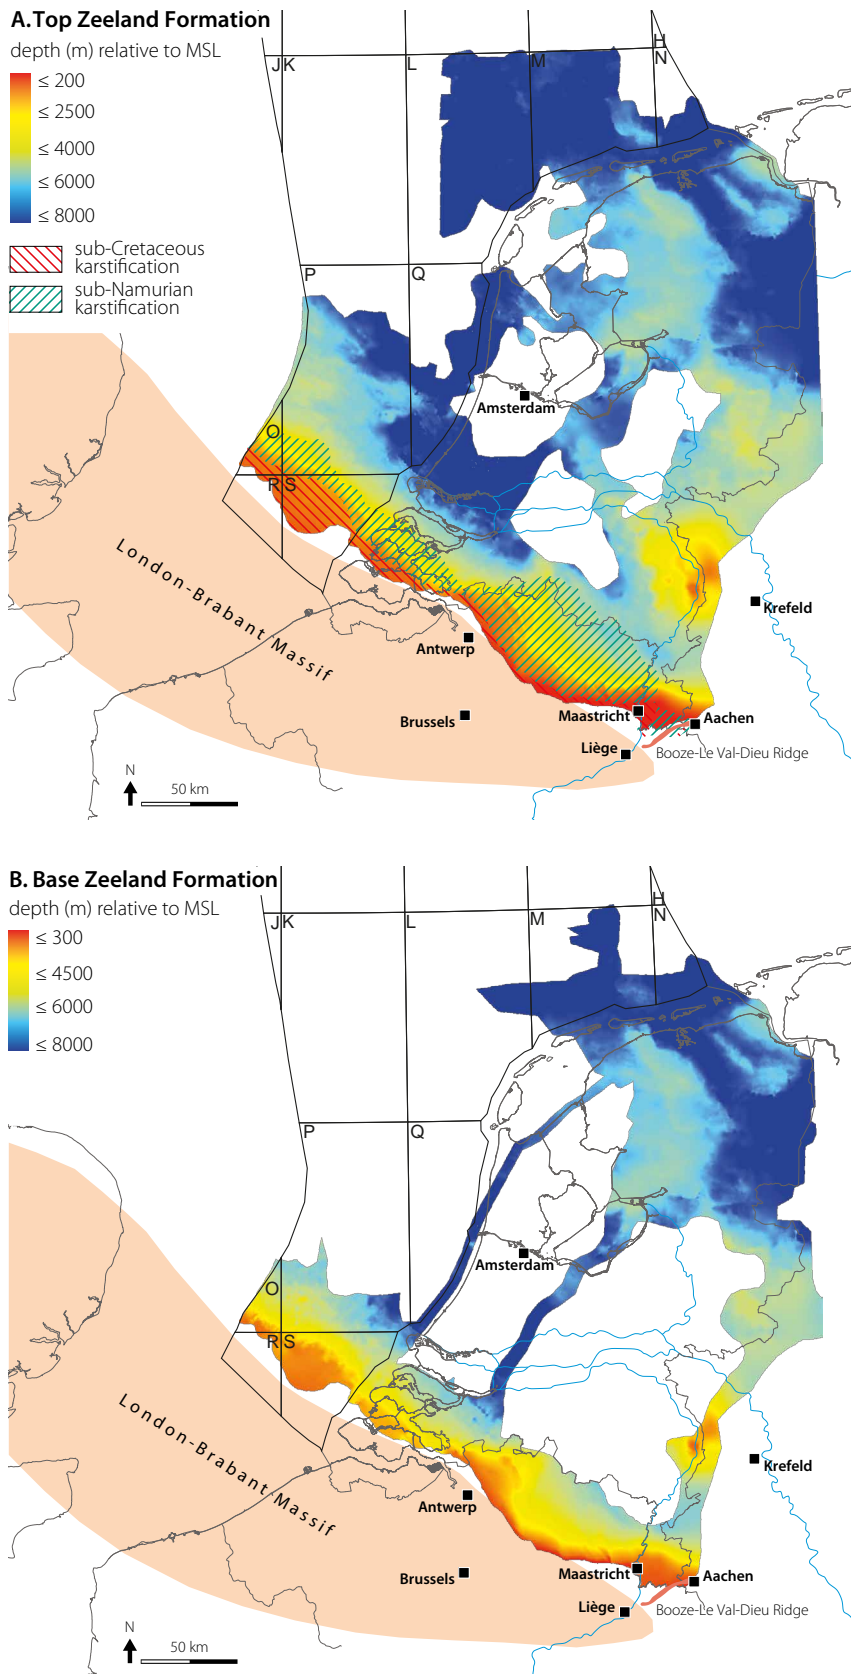 A. Top Zeeland Formation
depth (m) relative to MSL
≤ 200
≤ 2500
≤ 4000
≤ 6000
≤ 8000
sub-Cretaceous
karstification
sub-Namurian
karstification
J K
L
M
H
N
P
Q
O
R S
Amsterdam
London-Brabant Massif
Krefeld
Antwerp
Brussels
Maastricht
Aachen
Liège
Booze-Le Val-Dieu Ridge
N
50 km
B. Base Zeeland Formation
depth (m) relative to MSL
≤ 300
≤ 4500
≤ 6000
≤ 8000
J K
L
M
H
N
P
Q
O
R S
Amsterdam
London-Brabant Massif
Krefeld
Antwerp
Brussels
Maastricht
Aachen
Liège
Booze-Le Val-Dieu Ridge
N
50 km